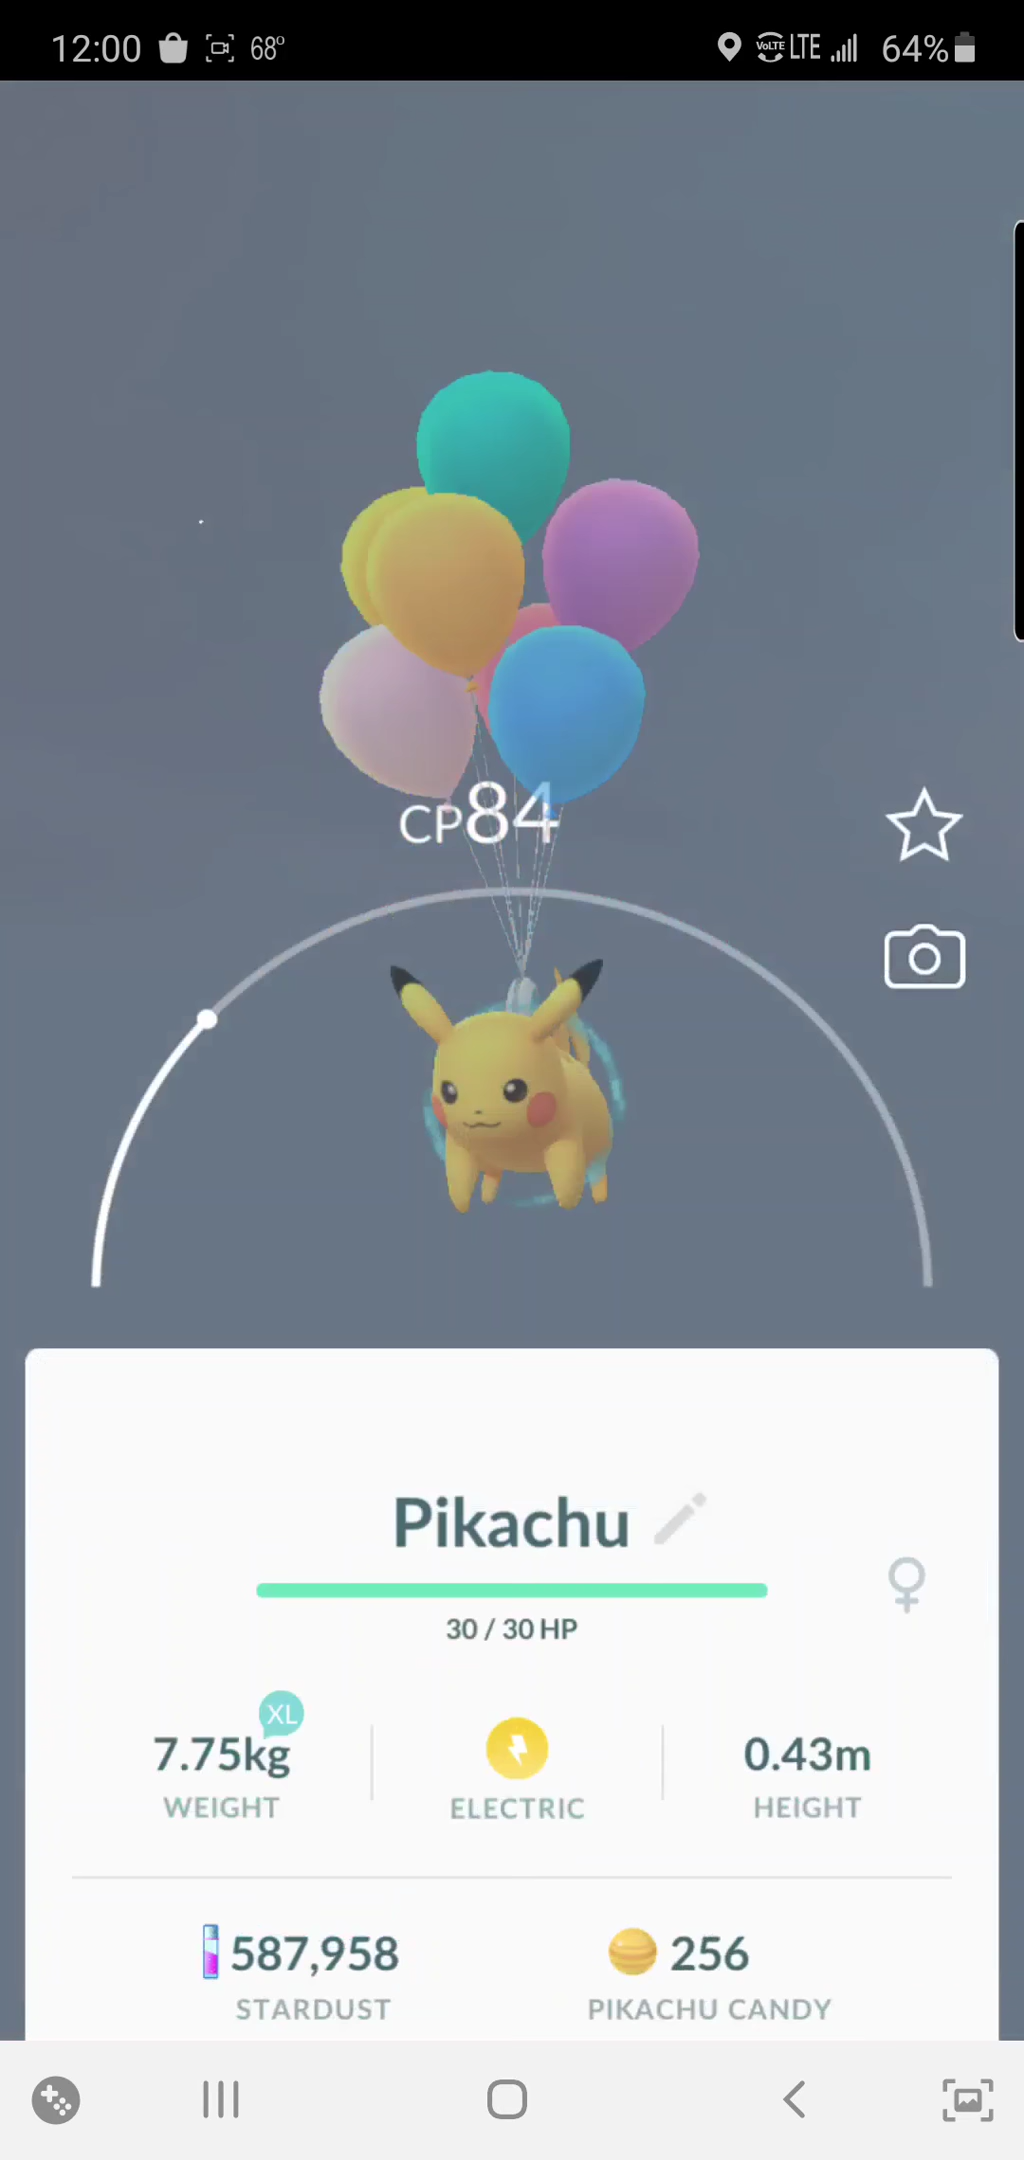 12:00 68° VoLTE LTE 64%
CP84
Pikachu
30 / 30 HP
XL
7.75kg 0.43m
WEIGHT ELECTRIC HEIGHT
587,958 256
STARDUST PIKACHU CANDY